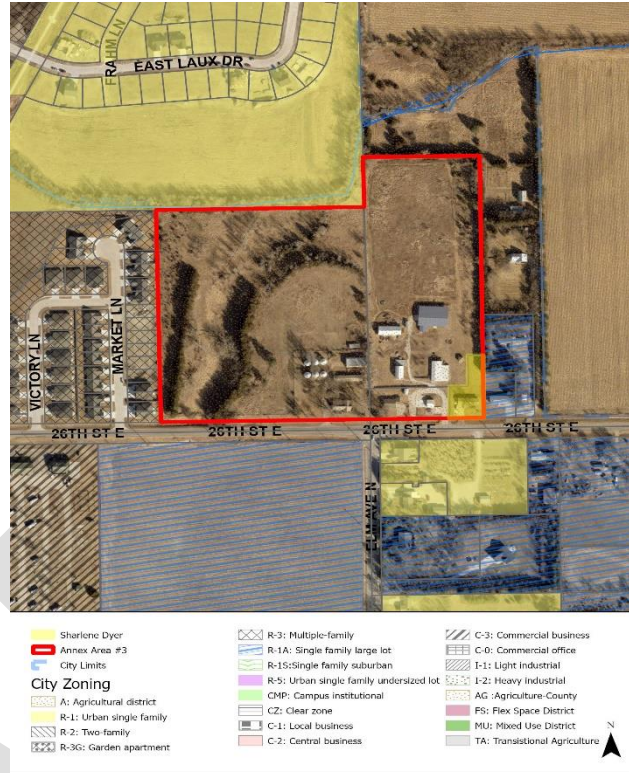 FRAHM LN
EAST LAUX DR
VICTORY LN
MARKET LN
26TH ST E
26TH ST E
26TH ST E
26TH ST E
ELM AVE N
Sharlene Dyer
Annex Area #3
City Limits
City Zoning
A: Agricultural district
R-1: Urban single family
R-2: Two-family
R-3G: Garden apartment
R-3: Multiple-family
R-1A: Single family large lot
R-1S:Single family suburban
R-5: Urban single family undersized lot
CMP: Campus institutional
CZ: Clear zone
C-1: Local business
C-2: Central business
C-3: Commercial business
C-0: Commercial office
I-1: Light industrial
I-2: Heavy industrial
AG :Agriculture-County
FS: Flex Space District
MU: Mixed Use District
TA: Transistional Agriculture
N